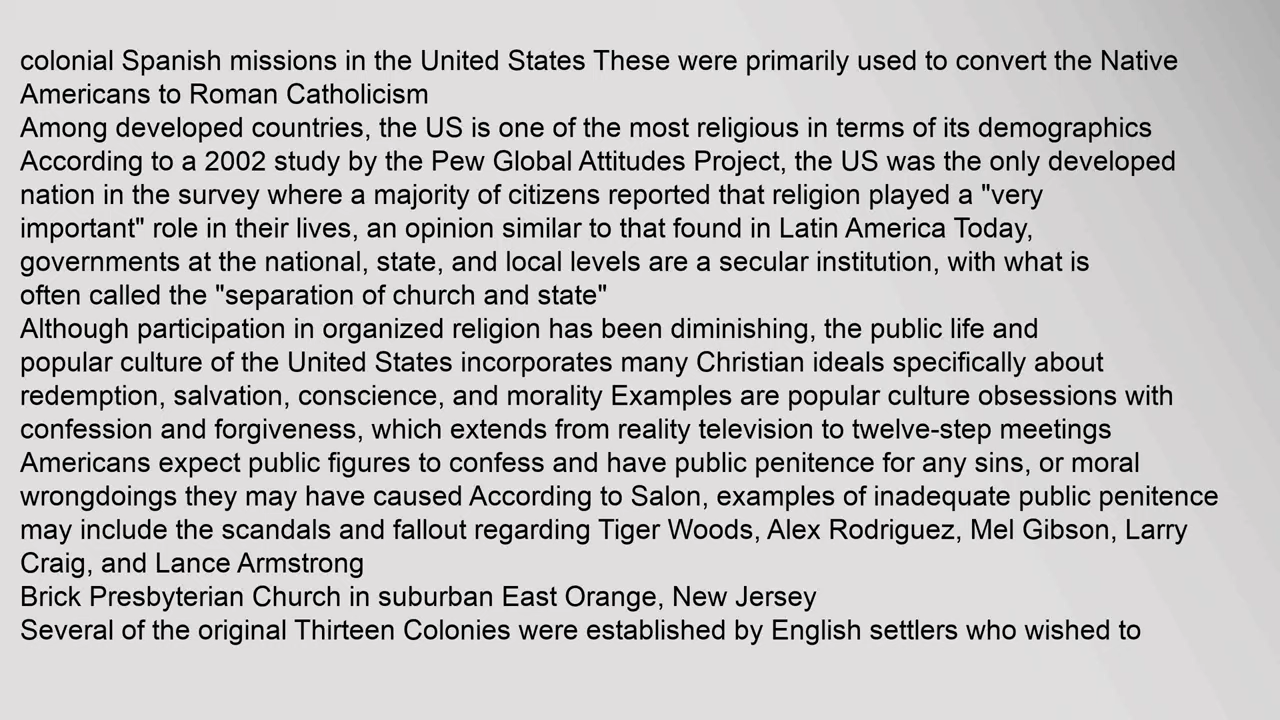 colonial Spanish missions in the United States These were primarily used to convert the Native
Americans to Roman Catholicism
Among developed countries, the US is one of the most religious in terms of its demographics
According to a 2002 study by the Pew Global Attitudes Project, the US was the only developed
nation in the survey where a majority of citizens reported that religion played a "very
important" role in their lives, an opinion similar to that found in Latin America Today,
governments at the national, state, and local levels are a secular institution, with what is
often called the "separation of church and state"
Although participation in organized religion has been diminishing, the public life and
popular culture of the United States incorporates many Christian ideals specifically about
redemption, salvation, conscience, and morality Examples are popular culture obsessions with
confession and forgiveness, which extends from reality television to twelve-step meetings
Americans expect public figures to confess and have public penitence for any sins, or moral
wrongdoings they may have caused According to Salon, examples of inadequate public penitence
may include the scandals and fallout regarding Tiger Woods, Alex Rodriguez, Mel Gibson, Larry
Craig, and Lance Armstrong
Brick Presbyterian Church in suburban East Orange, New Jersey
Several of the original Thirteen Colonies were established by English settlers who wished to